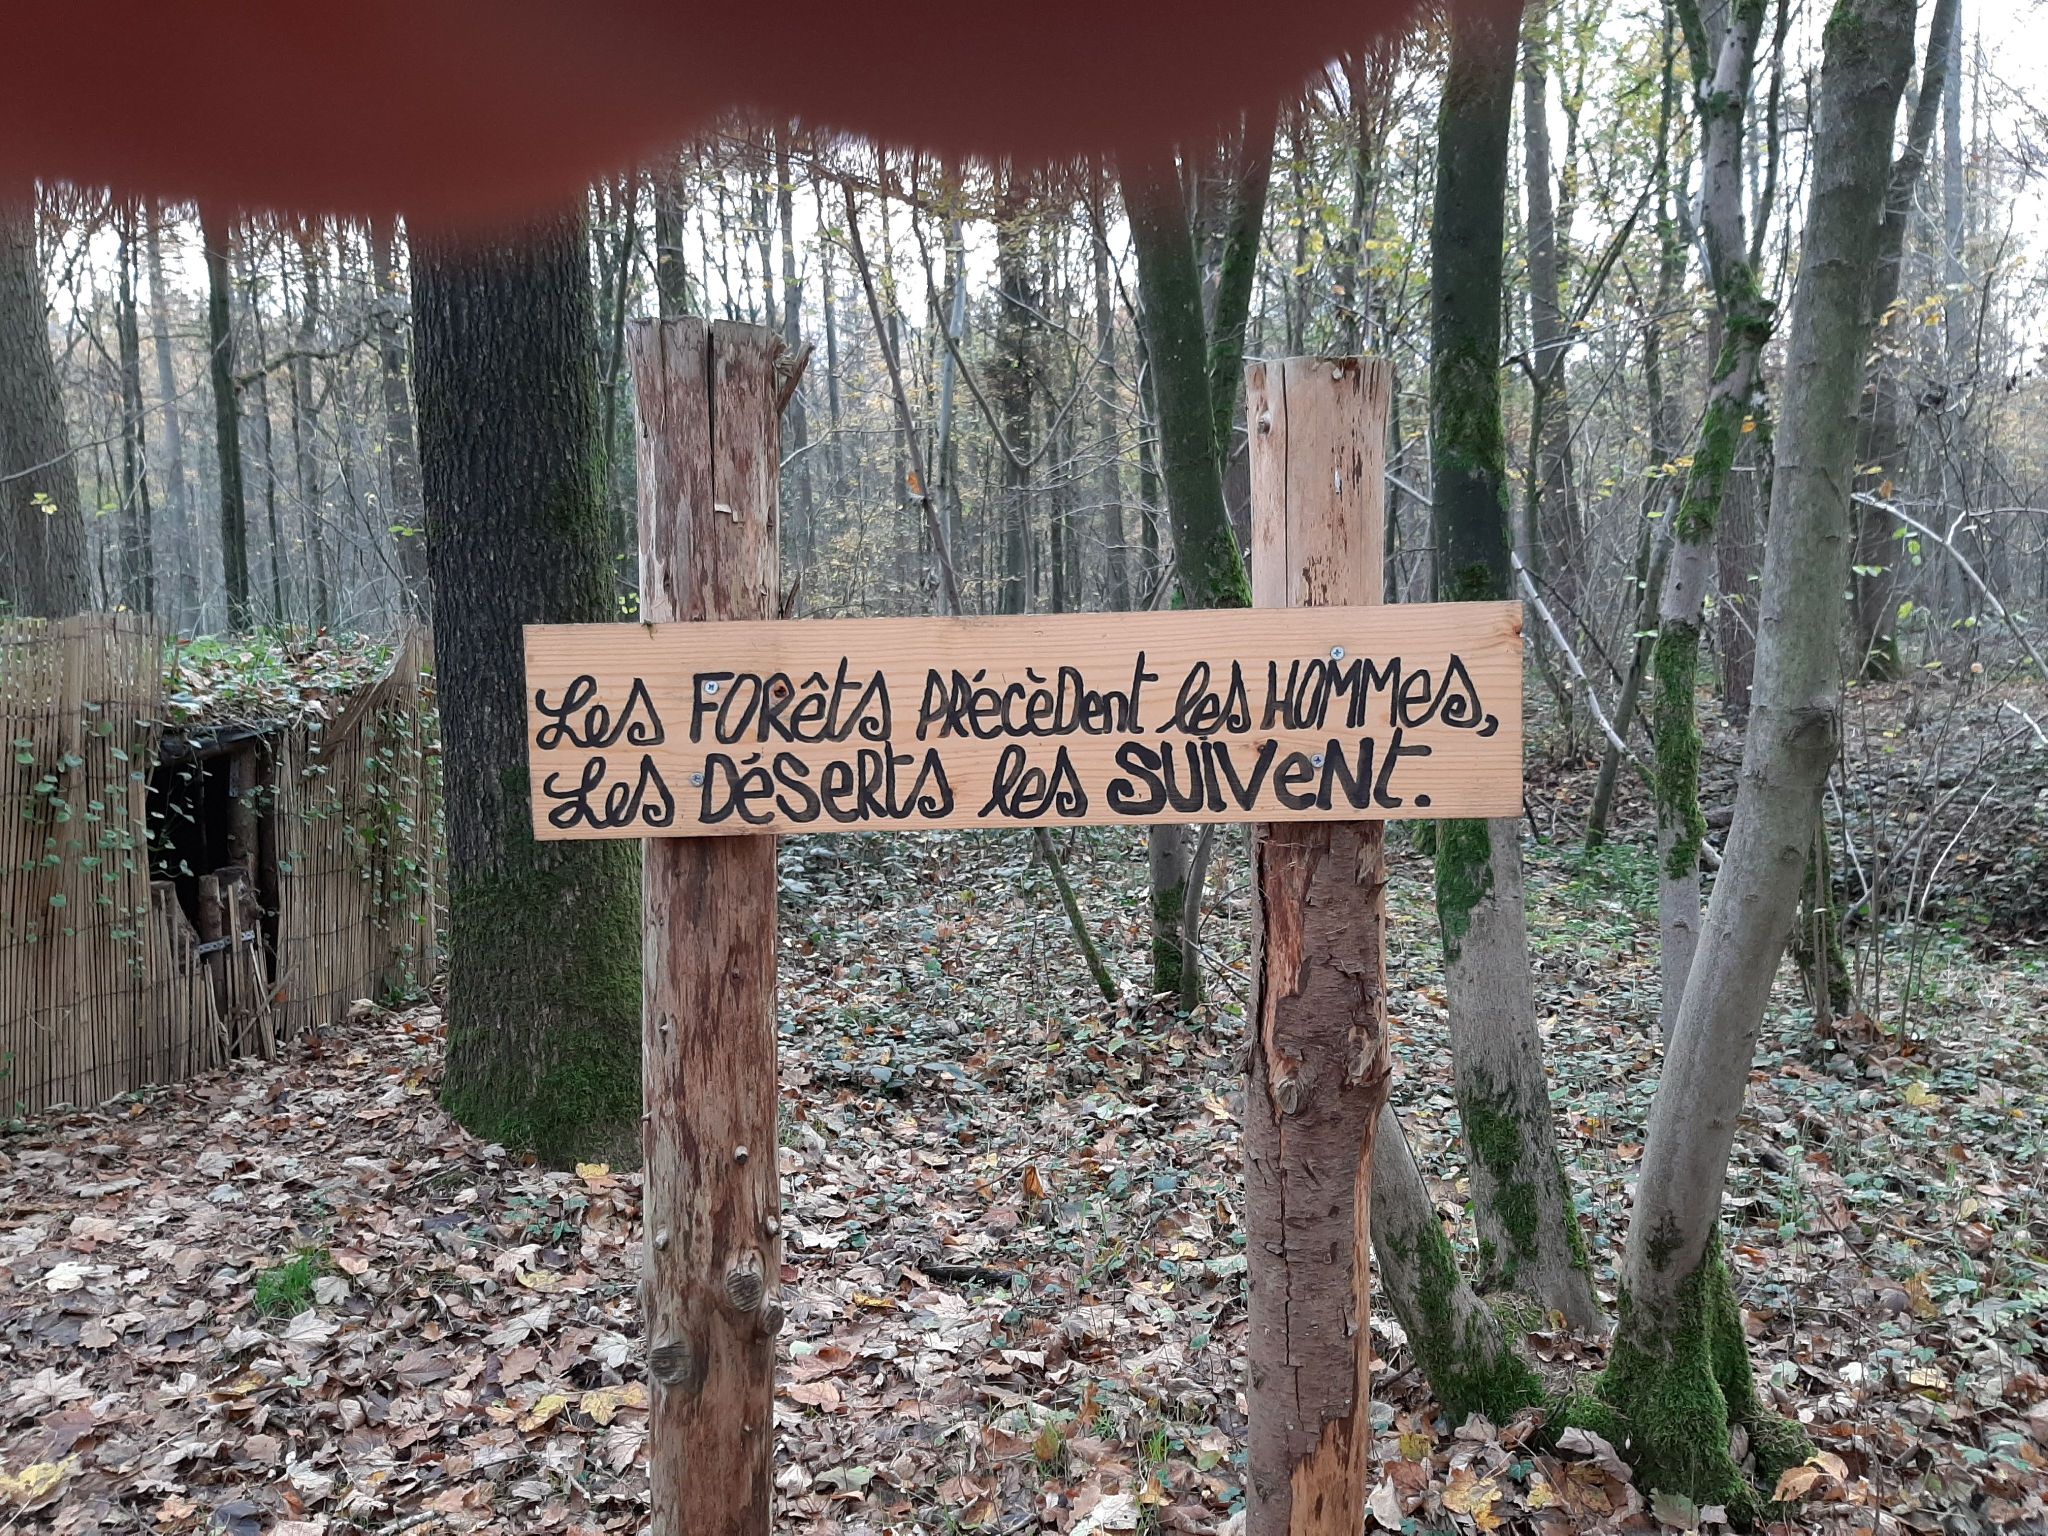 Les FORêts PRécèDent les HOMMes,
Les DéSeRts les SUIVeNt.